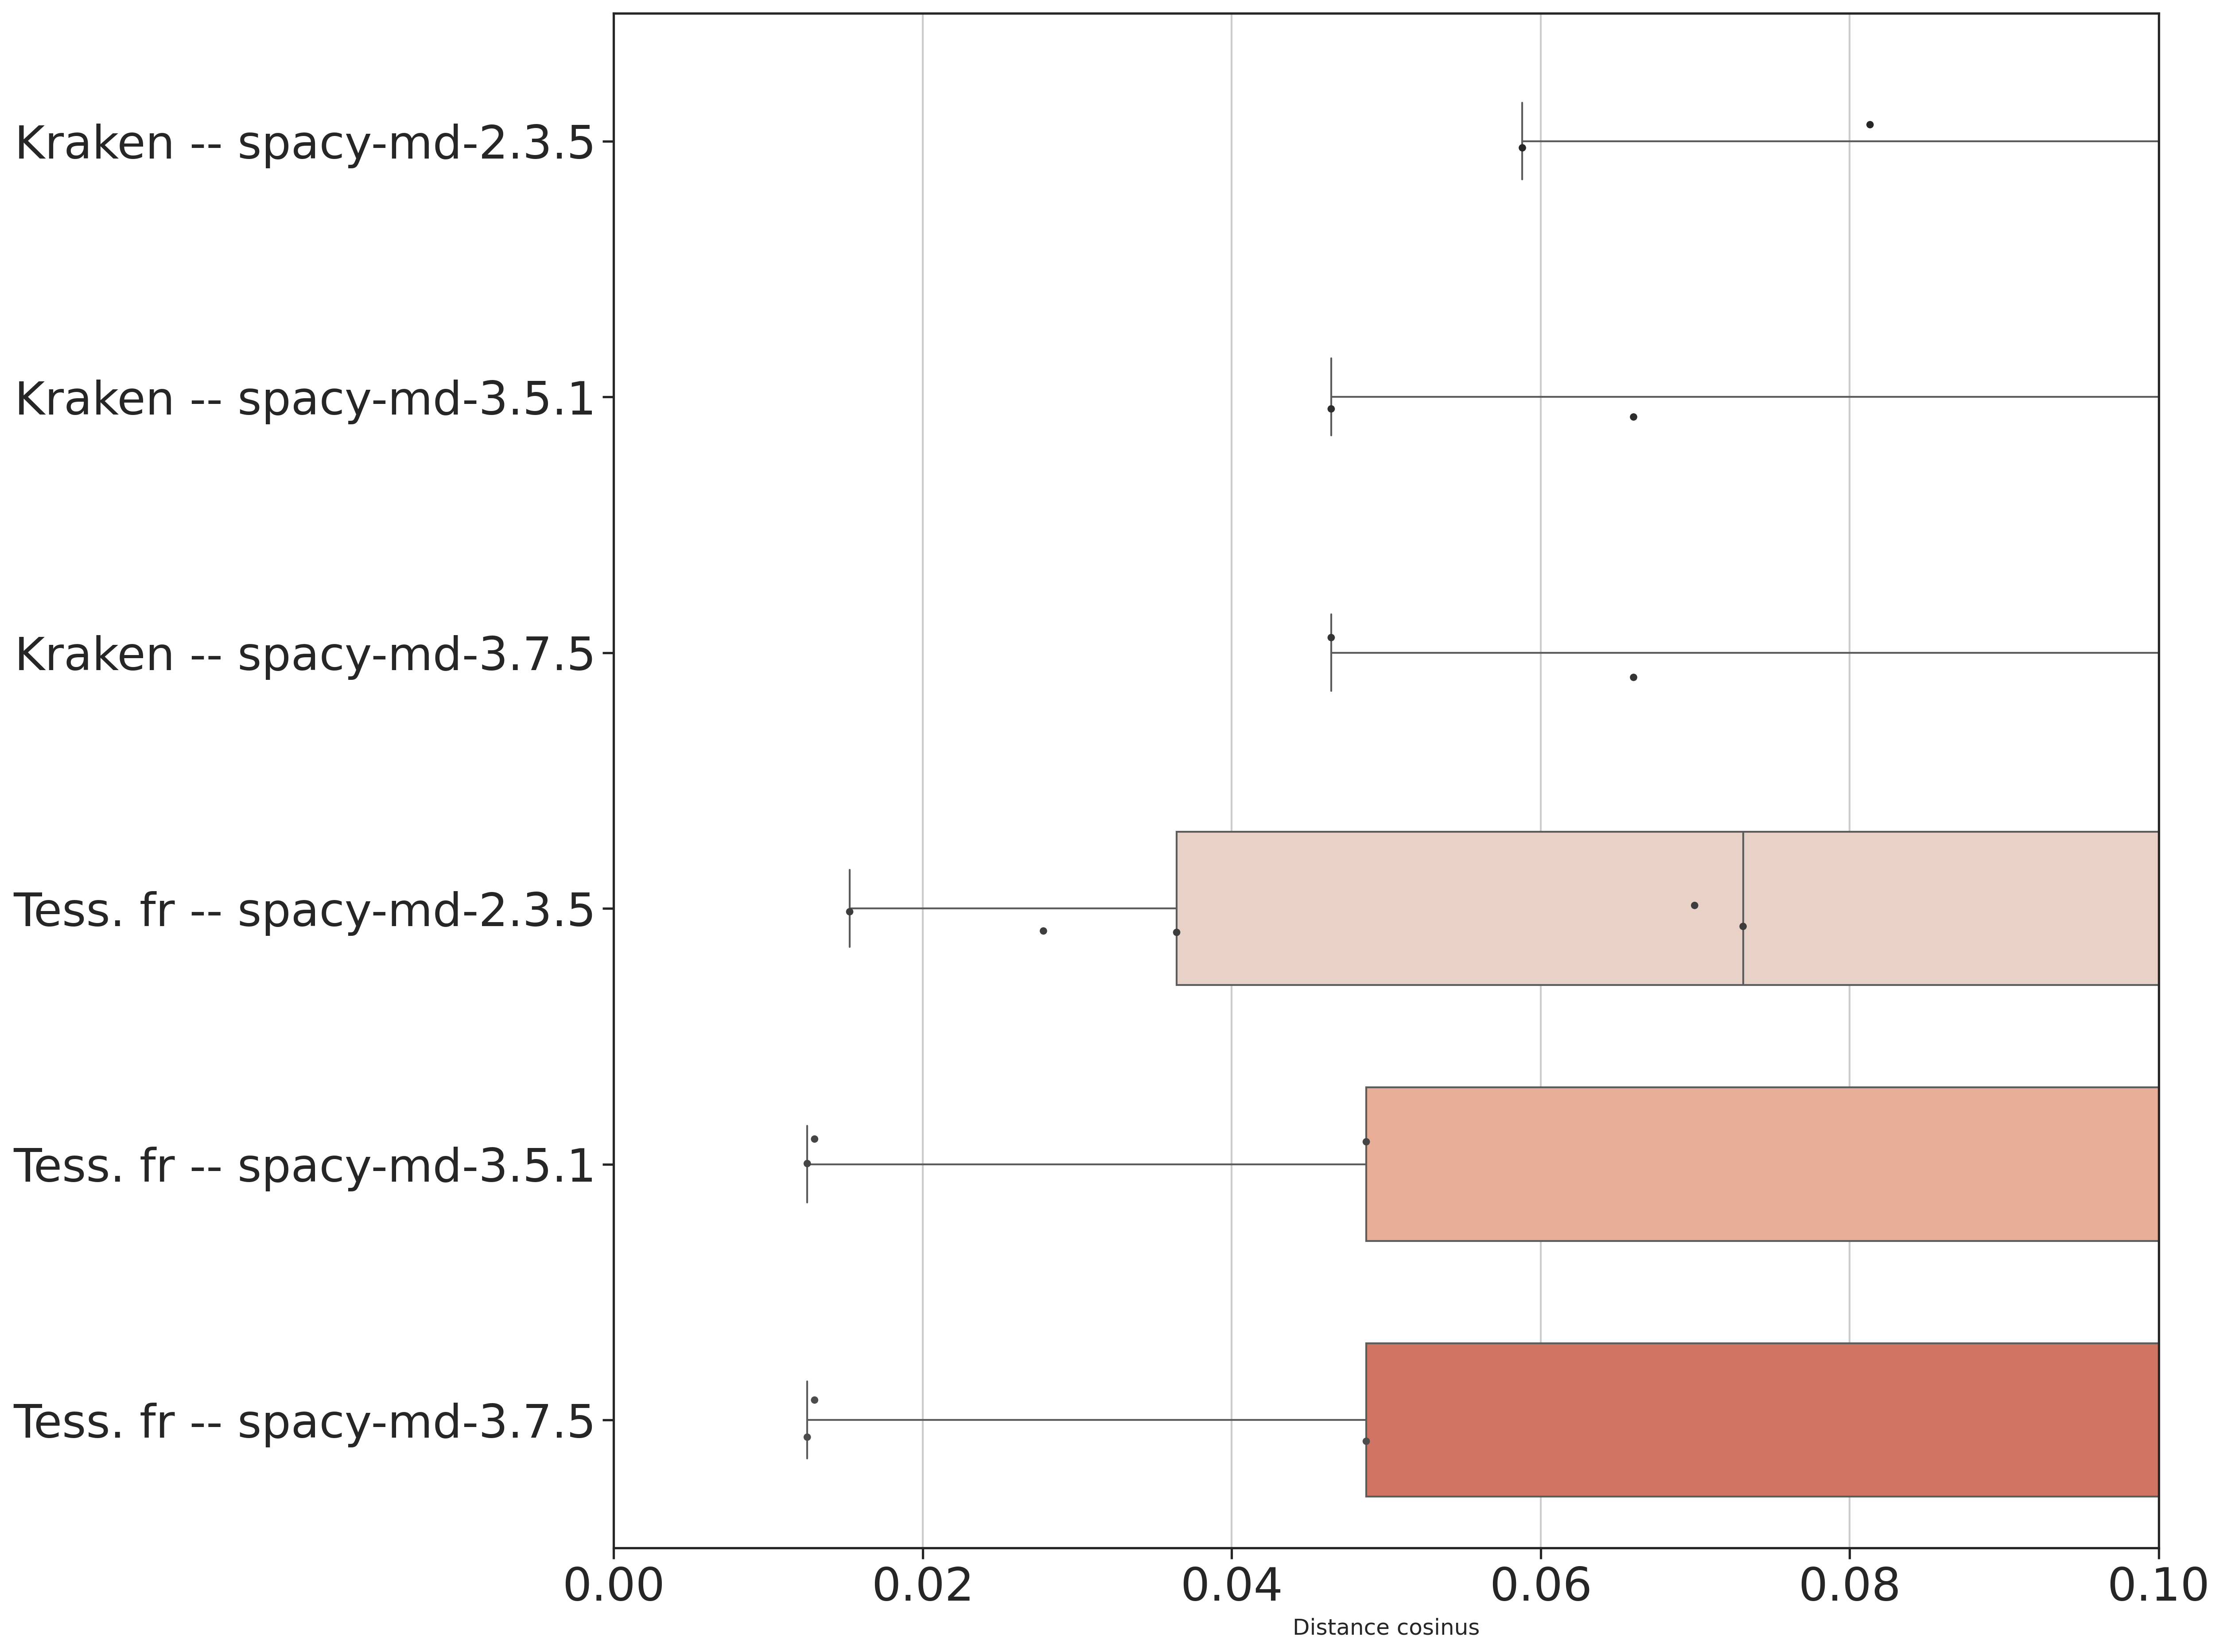 Kraken -- spacy-md-2.3.5
Kraken -- spacy-md-3.5.1
Kraken -- spacy-md-3.7.5
Tess. fr -- spacy-md-2.3.5
Tess. fr -- spacy-md-3.5.1
Tess. fr -- spacy-md-3.7.5
0.00 0.02 0.04 0.06 0.08 0.10
Distance cosinus